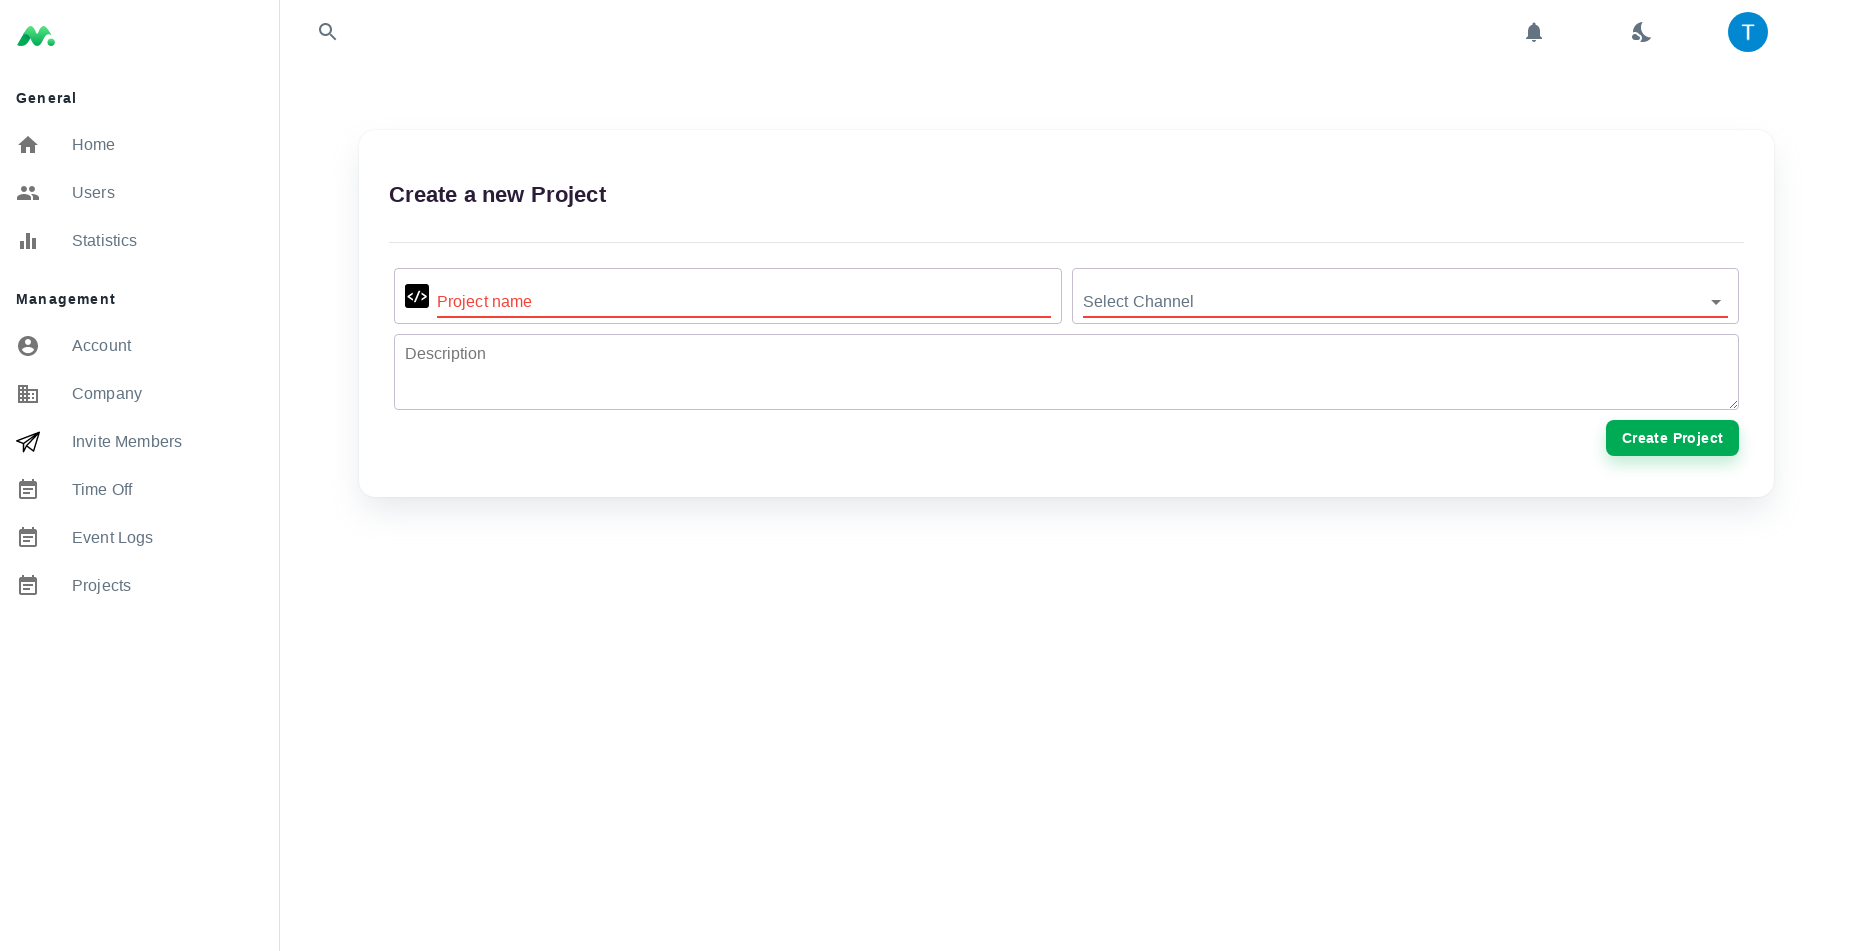 T
General
Home
Users
Statistics
Management
Account
Company
Invite Members
Time Off
Event Logs
Projects
Create a new Project
</> Project name
Select Channel
Description
Create Project